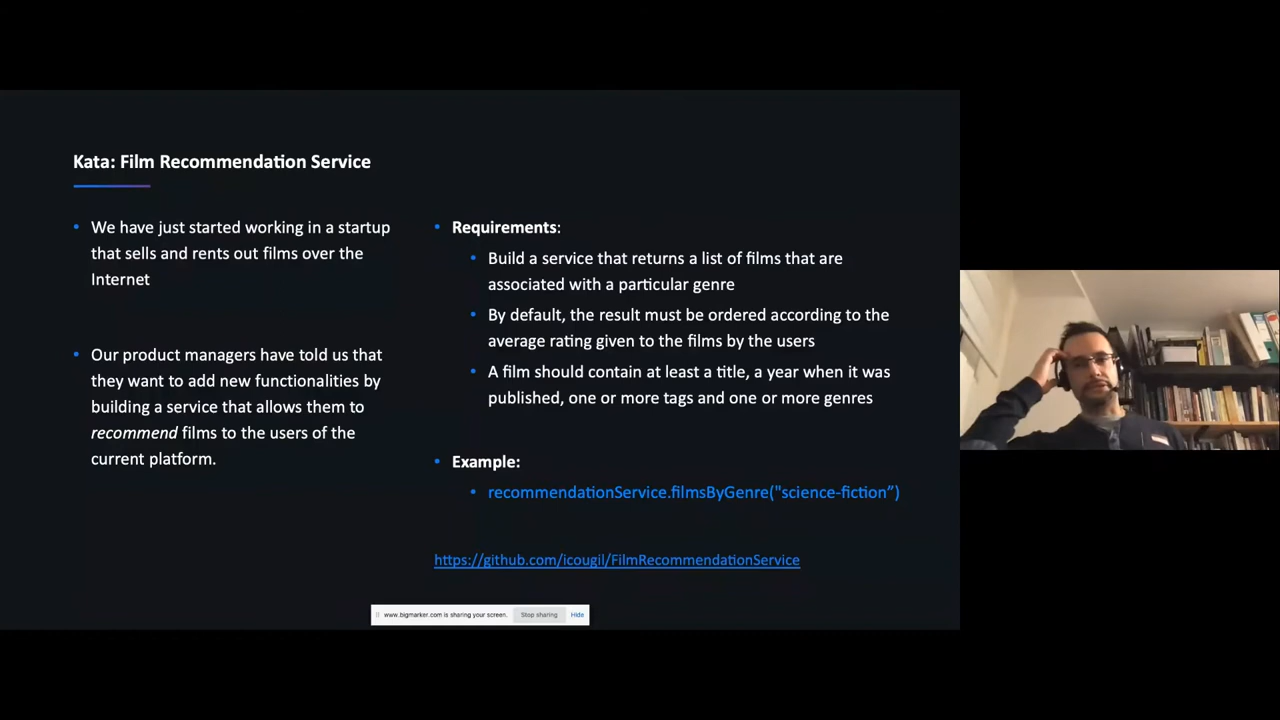 Kata: Film Recommendation Service
• We have just started working in a startup
that sells and rents out films over the
Internet
• Our product managers have told us that
they want to add new functionalities by
building a service that allows them to
recommend films to the users of the
current platform.
• Requirements:
• Build a service that returns a list of films that are
associated with a particular genre
• By default, the result must be ordered according to the
average rating given to the films by the users
• A film should contain at least a title, a year when it was
published, one or more tags and one or more genres
• Example:
• recommendationService.filmsByGenre("science-fiction”)
https://github.com/icougil/FilmRecommendationService
www.bigmarker.com is sharing your screen. Stop sharing Hide